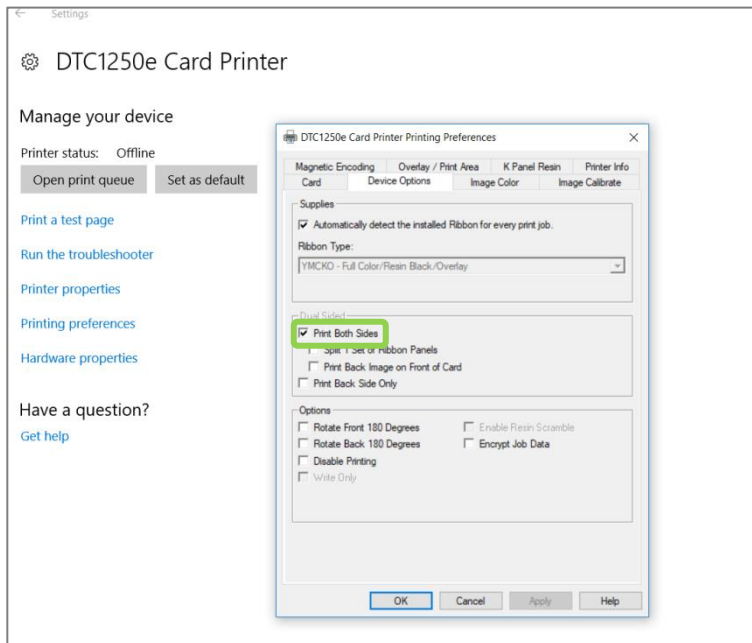 Settings
DTC1250e Card Printer
Manage your device
Printer status: Offline
Open print queue Set as default
Print a test page
Run the troubleshooter
Printer properties
Printing preferences
Hardware properties
Have a question?
Get help
DTC1250e Card Printer Printing Preferences
Magnetic Encoding Overlay / Print Area K Panel Resin Printer Info
Card Device Options Image Color Image Calibrate
Supplies
Automatically detect the installed Ribbon for every print job.
Ribbon Type:
YMCKO - Full Color/Resin Black/Overlay
Dual Sided
Print Both Sides
Split 1 Set of Ribbon Panels
Print Back Image on Front of Card
Print Back Side Only
Options
Rotate Front 180 Degrees Enable Resin Scramble
Rotate Back 180 Degrees Encrypt Job Data
Disable Printing
Write Only
OK Cancel Apply Help